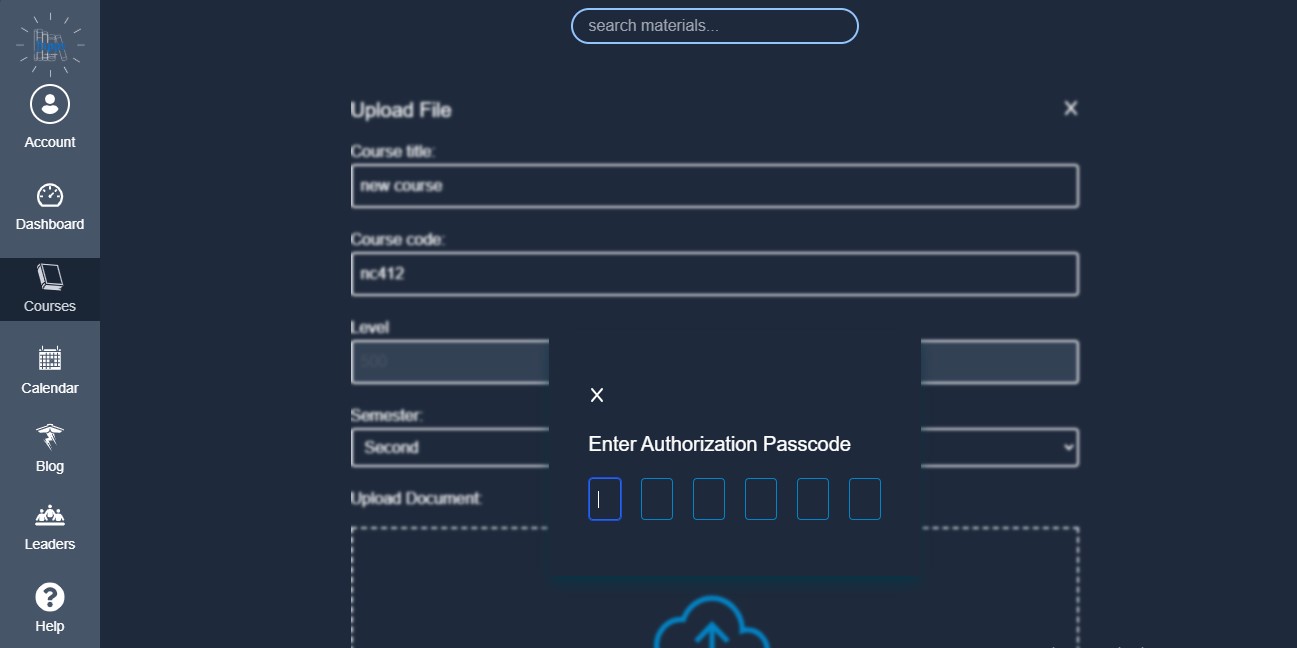 search materials...
Account
Dashboard
Courses
Calendar
Blog
Leaders
Help
Upload File
X
Course title:
new course
Course code:
nc412
Level
500
Semester:
Second
Upload Document:
X
Enter Authorization Passcode